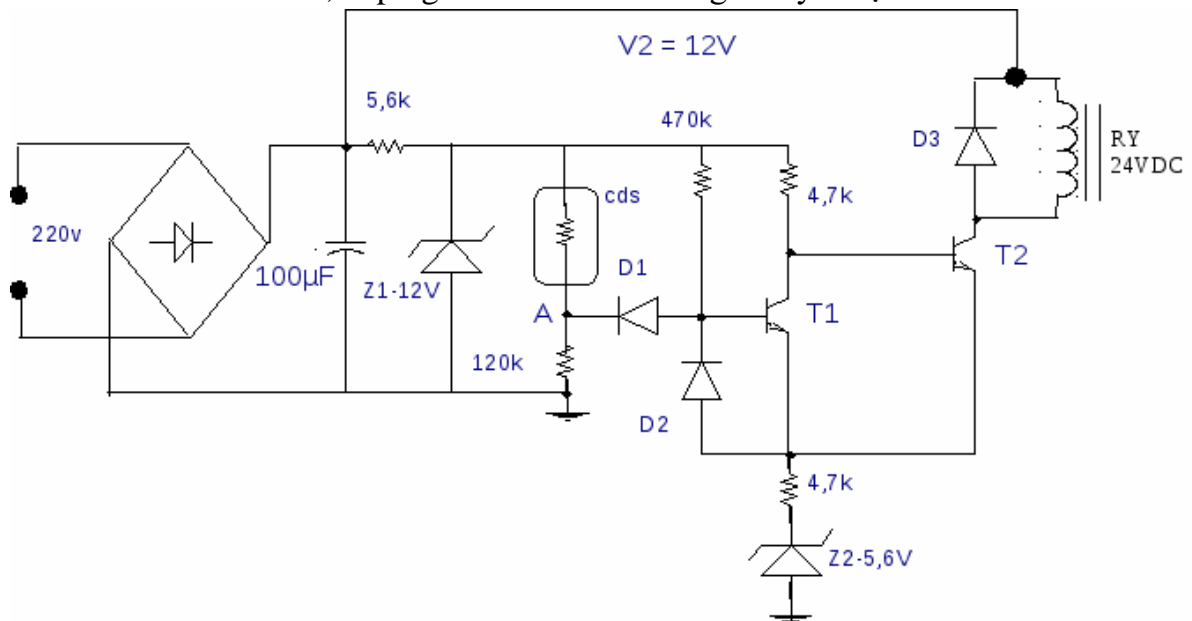 V2 = 12V
5,6k
470k
D3
RY
24VDC
4,7k
cds
220v
D1
T2
100µF
Z1-12V
A
T1
120k
D2
4,7k
Z2-5,6V